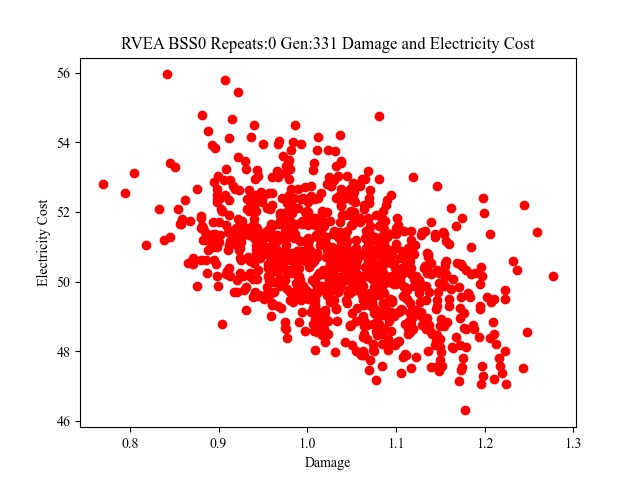 RVEA BSS0 Repeats:0 Gen:331 Damage and Electricity Cost
56
54
52
50
48
46
Electricity Cost
0.8 0.9 1.0 1.1 1.2 1.3
Damage